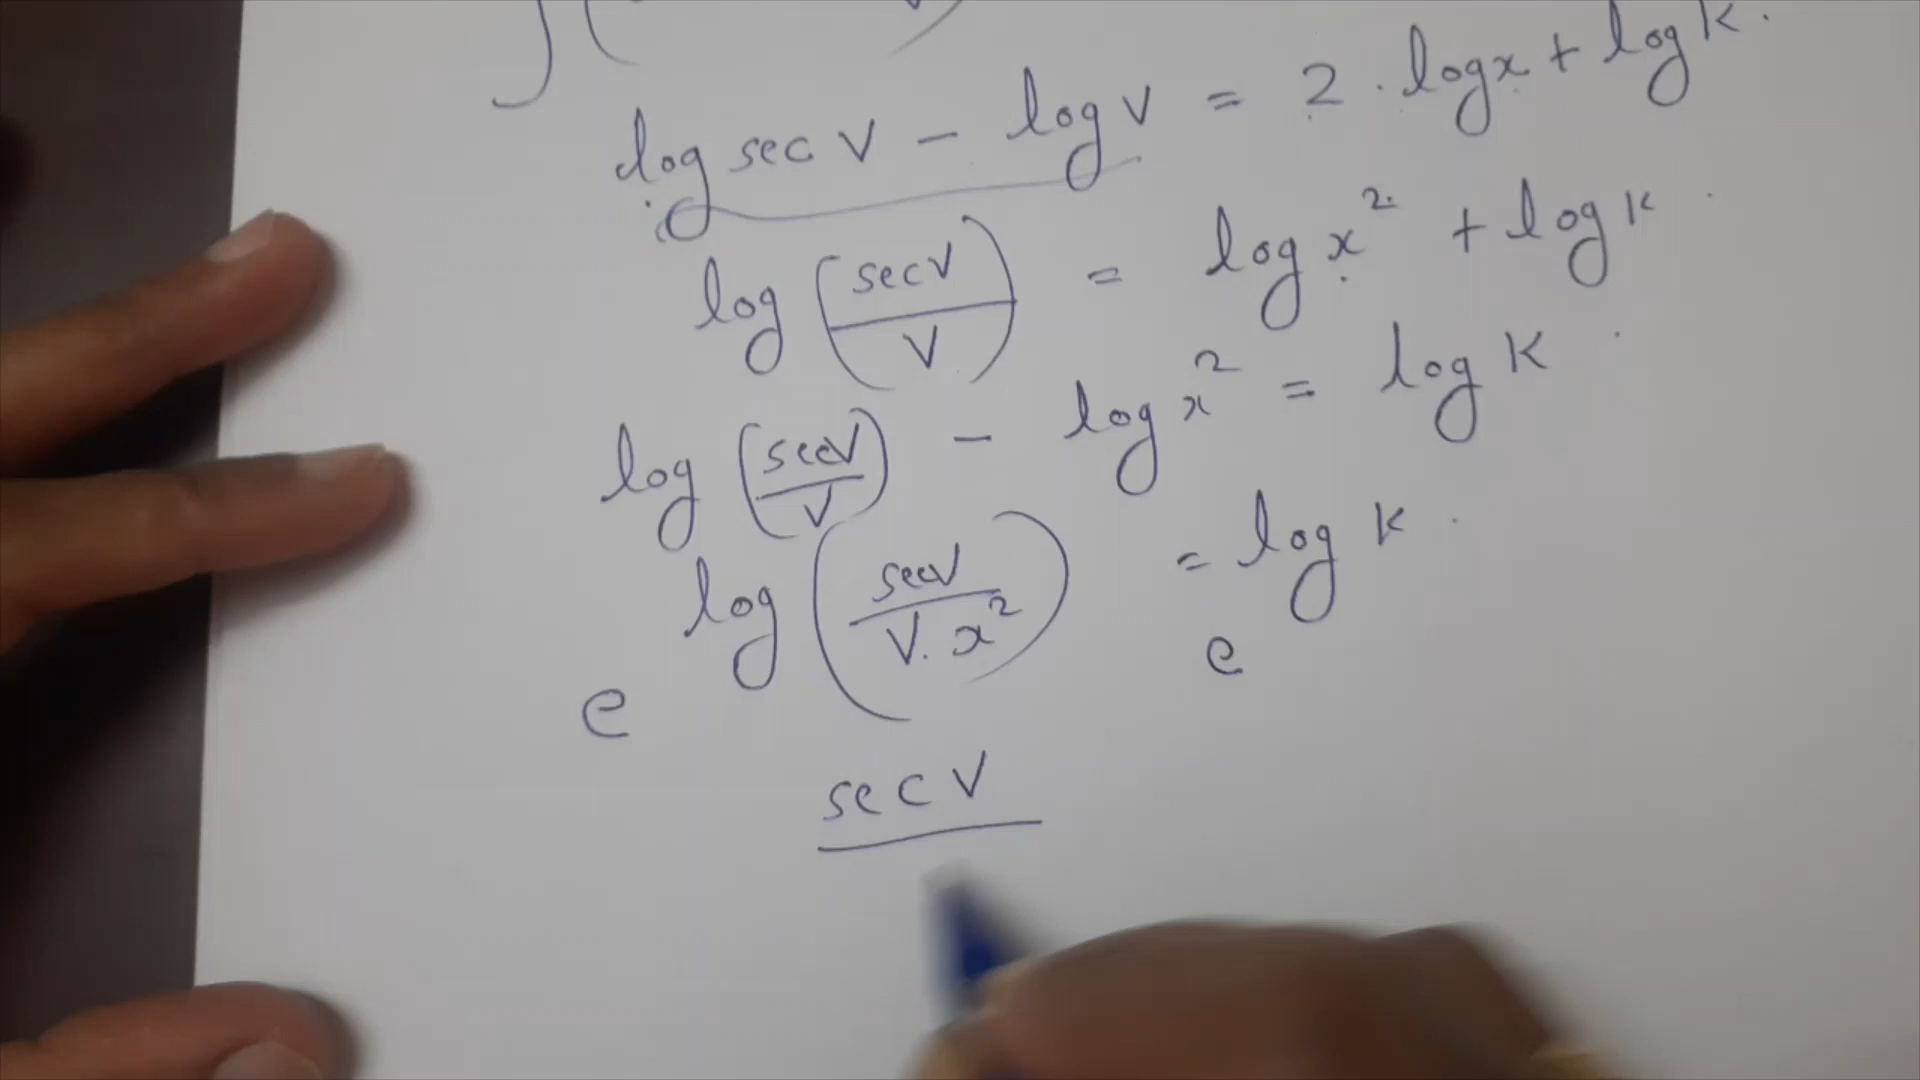 log sec v - log v = 2 . log x + log k .
log (sec v / v) = log x² + log k .
log (sec v / v) - log x² = log k .
log (sec v / v . x²) = log k .
e e
sec v